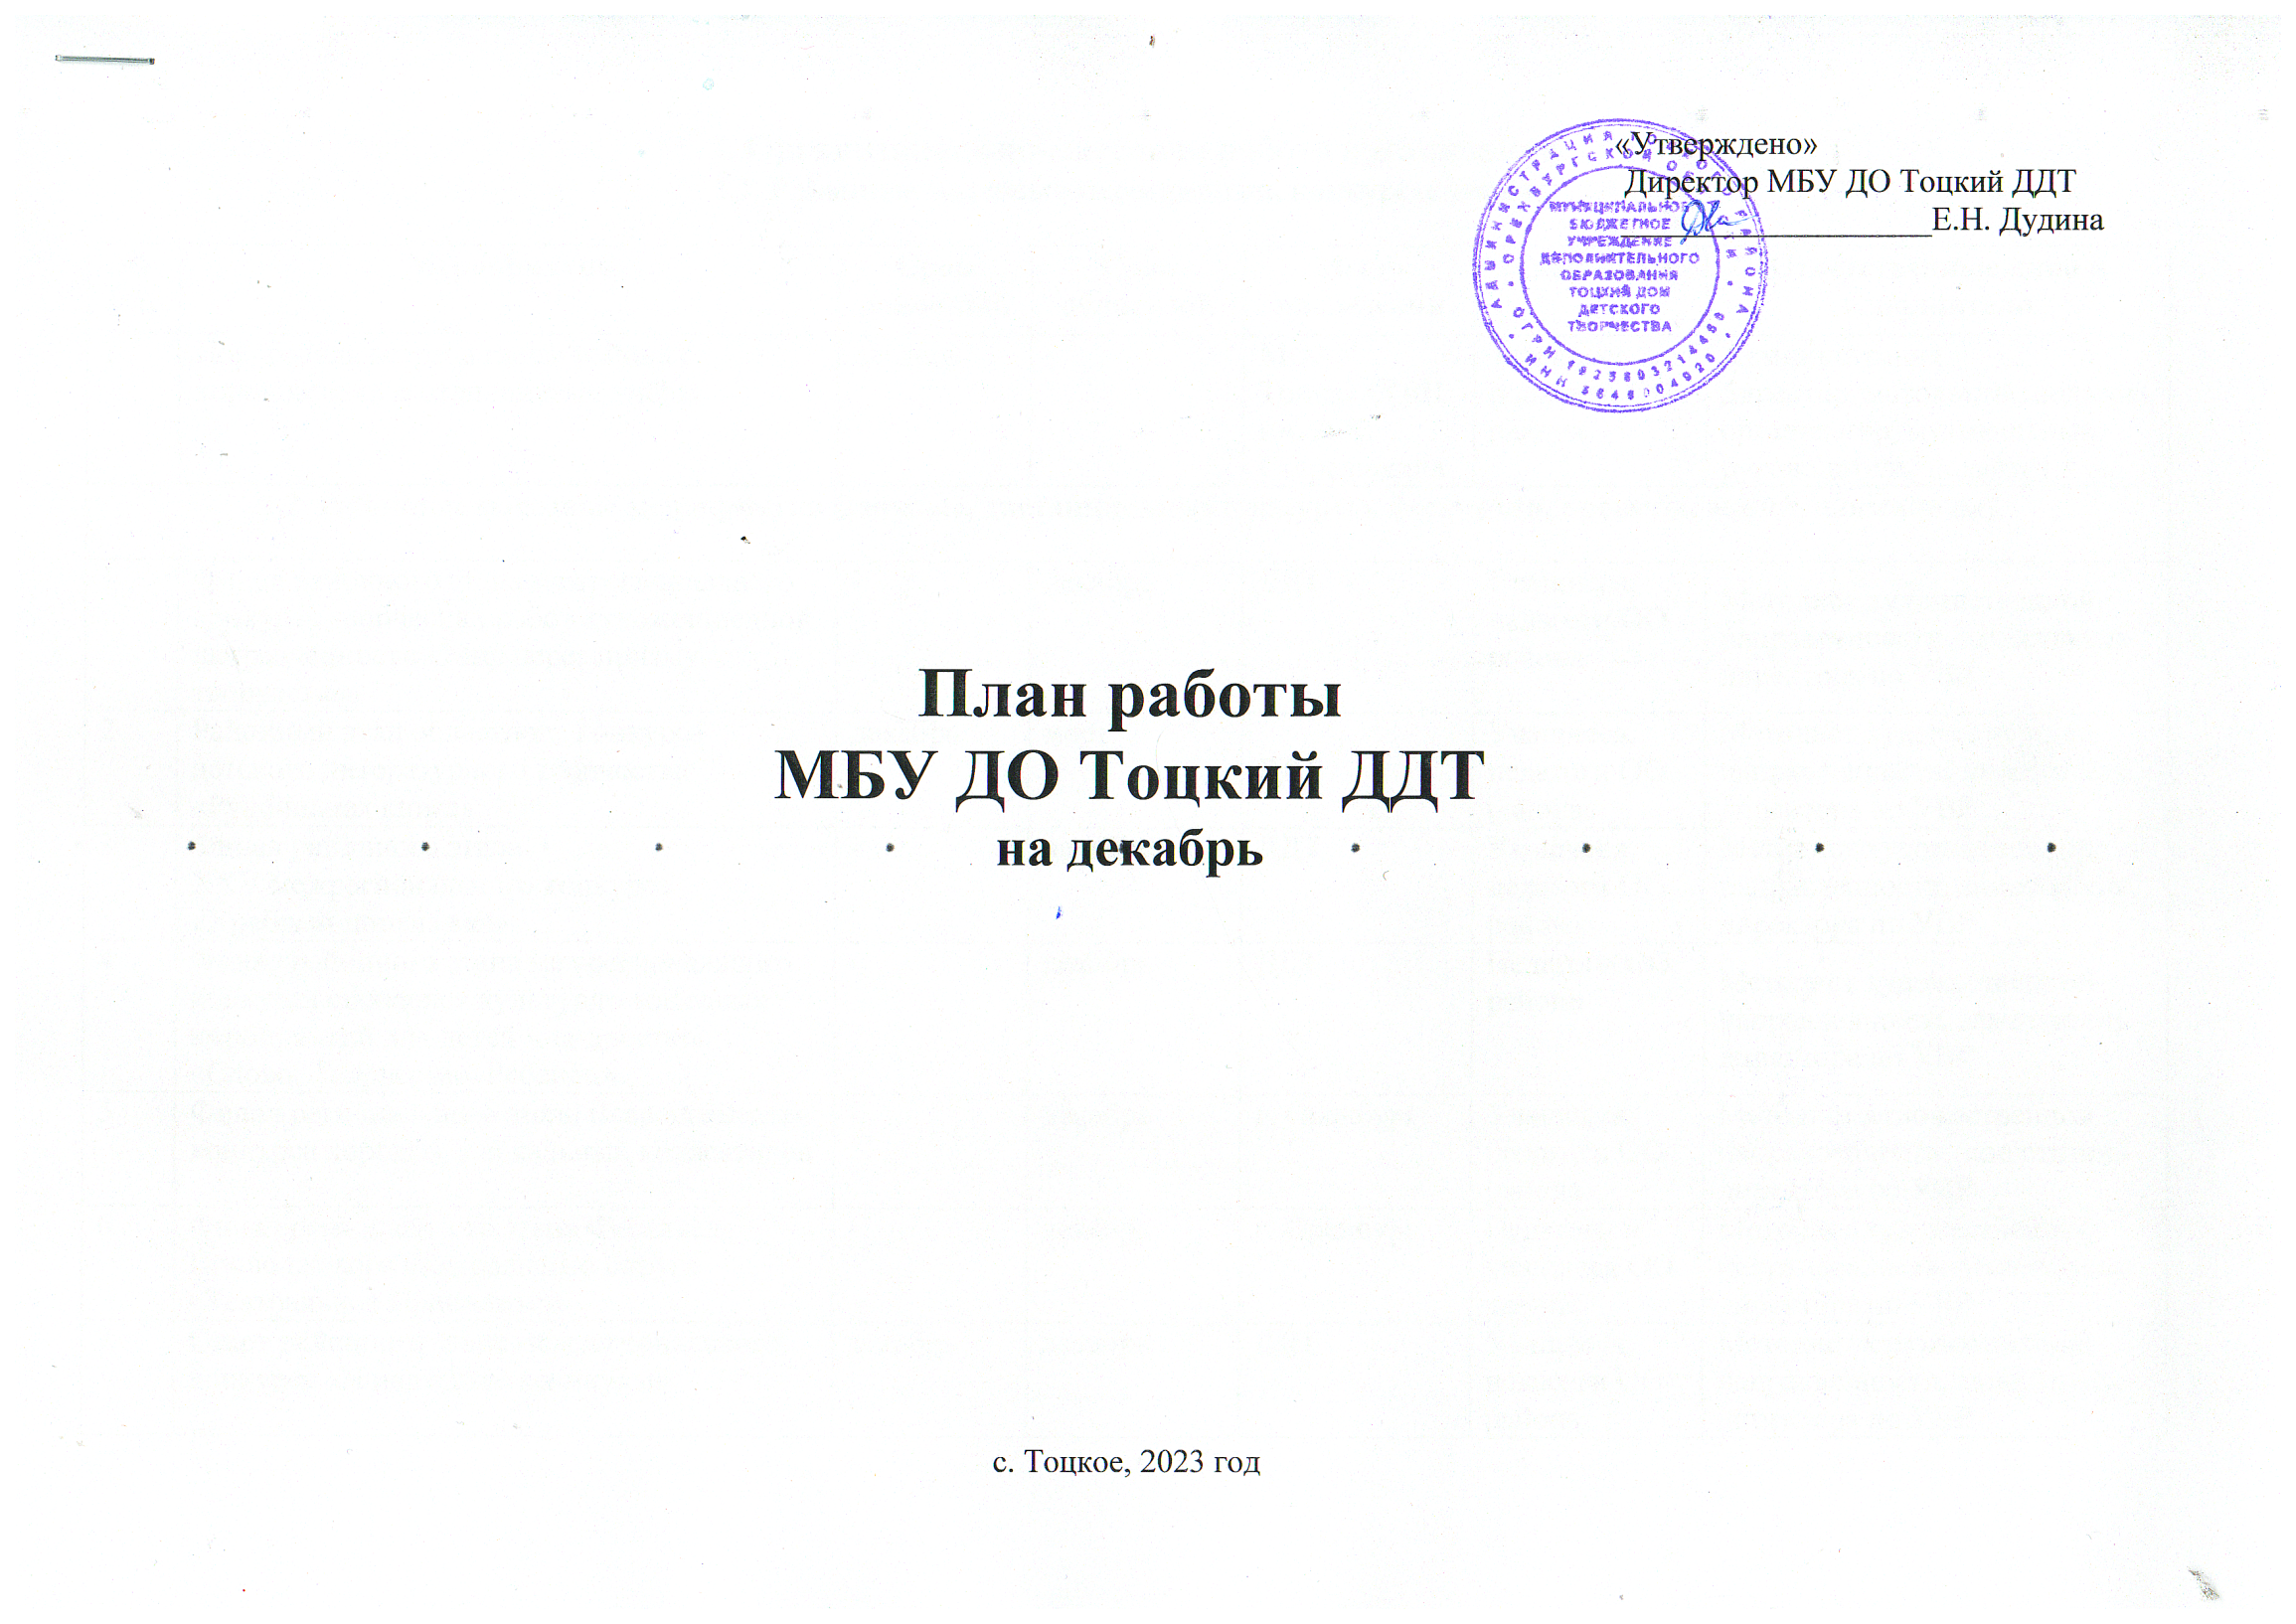 «Утверждено»
Директор МБУ ДО Тоцкий ДДТ
Е.Н. Дудина
МУНИЦИПАЛЬНОЕ
БЮДЖЕТНОЕ
УЧРЕЖДЕНИЕ
ДОПОЛНИТЕЛЬНОГО
ОБРАЗОВАНИЯ
ТОЦКИЙ ДОМ
ДЕТСКОГО
ТВОРЧЕСТВА
План работы
МБУ ДО Тоцкий ДДТ
на декабрь
с. Тоцкое, 2023 год